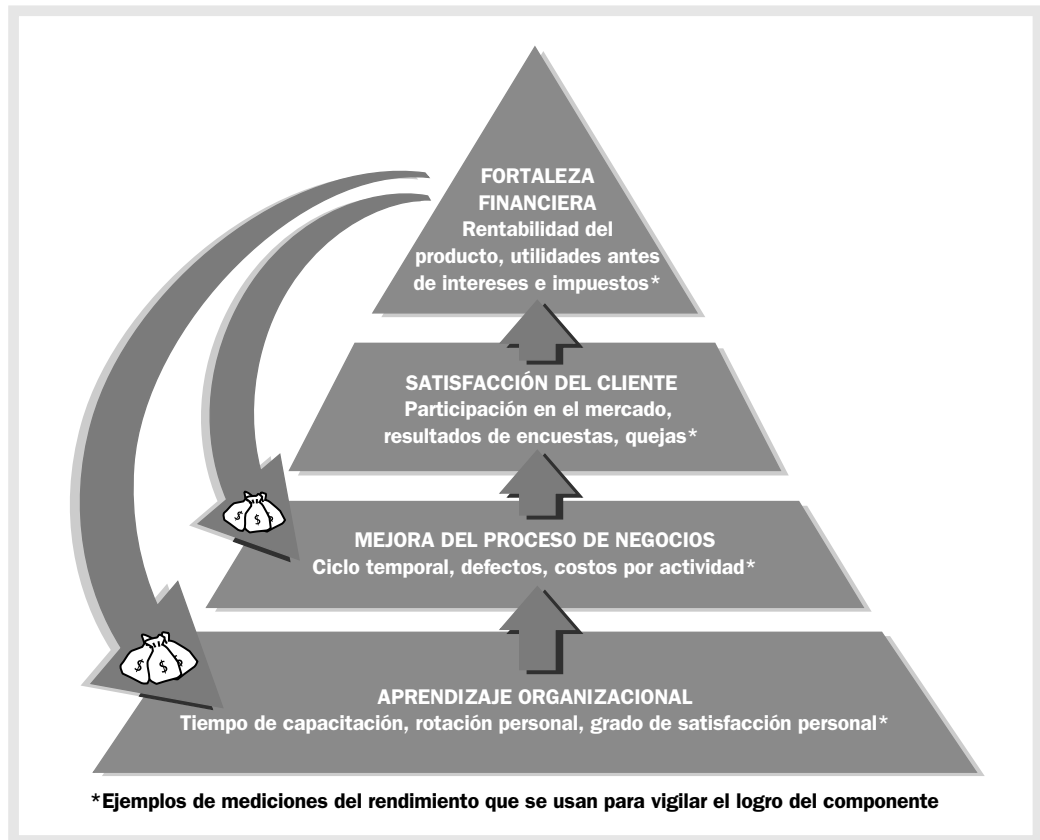 FORTALEZA
FINANCIERA
Rentabilidad del
producto, utilidades antes
de intereses e impuestos*
SATISFACCIÓN DEL CLIENTE
Participación en el mercado,
resultados de encuestas, quejas*
$ $ $
MEJORA DEL PROCESO DE NEGOCIOS
Ciclo temporal, defectos, costos por actividad*
$ $ $
APRENDIZAJE ORGANIZACIONAL
Tiempo de capacitación, rotación personal, grado de satisfacción personal*
*Ejemplos de mediciones del rendimiento que se usan para vigilar el logro del componente